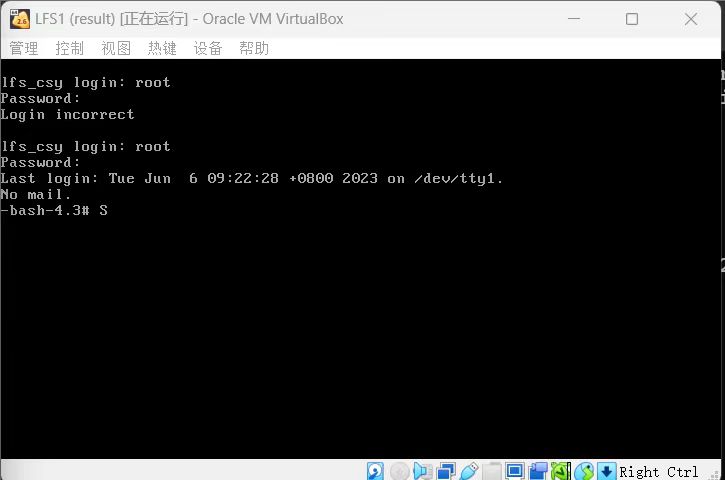 LFS1 (result) [正在运行] - Oracle VM VirtualBox
管理 控制 视图 热键 设备 帮助
lfs_csy login: root
Password:
Login incorrect
lfs_csy login: root
Password:
Last login: Tue Jun  6 09:22:28 +0800 2023 on /dev/tty1.
No mail.
-bash-4.3# S
Right Ctrl